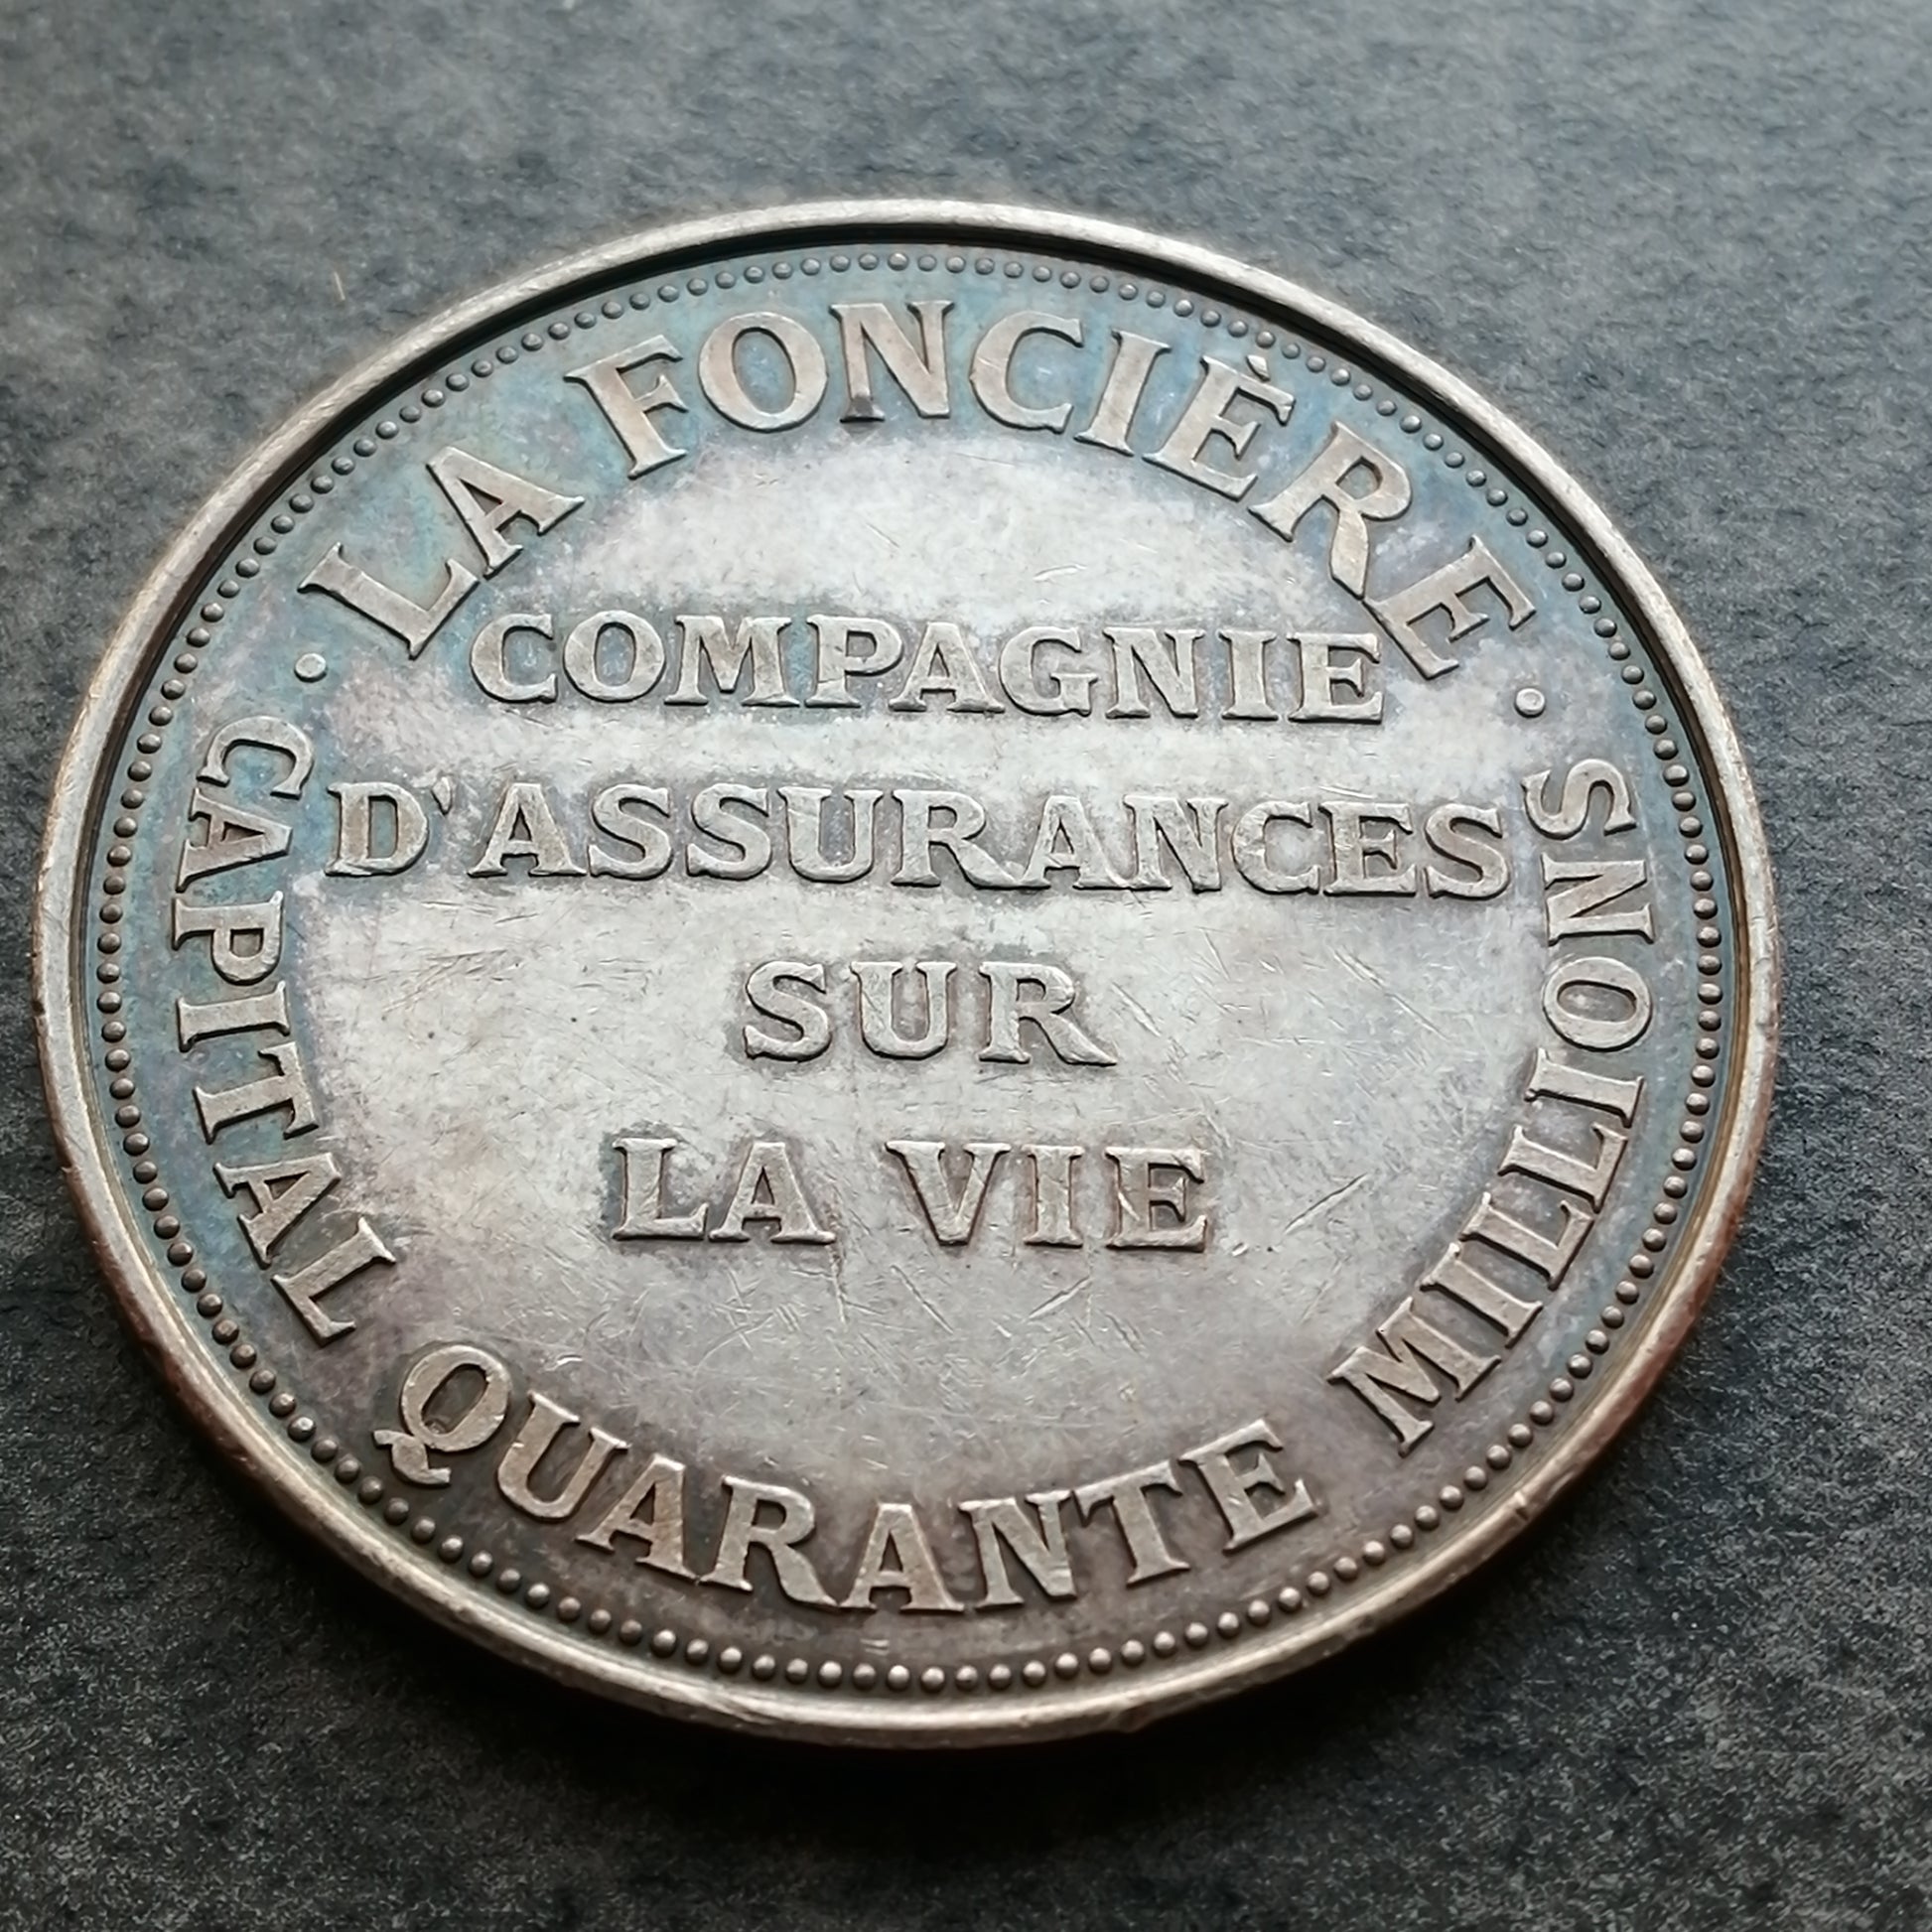 LA FONCIÈRE
COMPAGNIE
D'ASSURANCES
SUR
LA VIE
CAPITAL QUARANTE MILLIONS